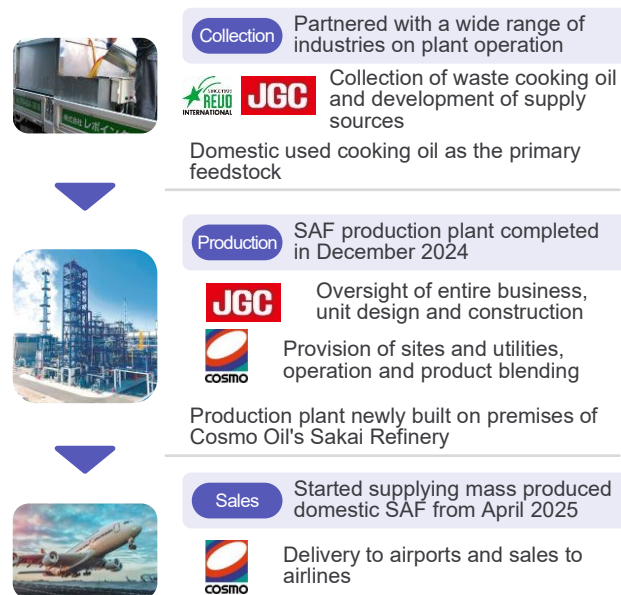 Collection
Partnered with a wide range of
industries on plant operation
REVO
INTERNATIONAL
JGC
Collection of waste cooking oil
and development of supply
sources
Domestic used cooking oil as the primary
feedstock
Production
SAF production plant completed
in December 2024
JGC
Oversight of entire business,
unit design and construction
COSMO
Provision of sites and utilities,
operation and product blending
Production plant newly built on premises of
Cosmo Oil's Sakai Refinery
Sales
Started supplying mass produced
domestic SAF from April 2025
COSMO
Delivery to airports and sales to
airlines